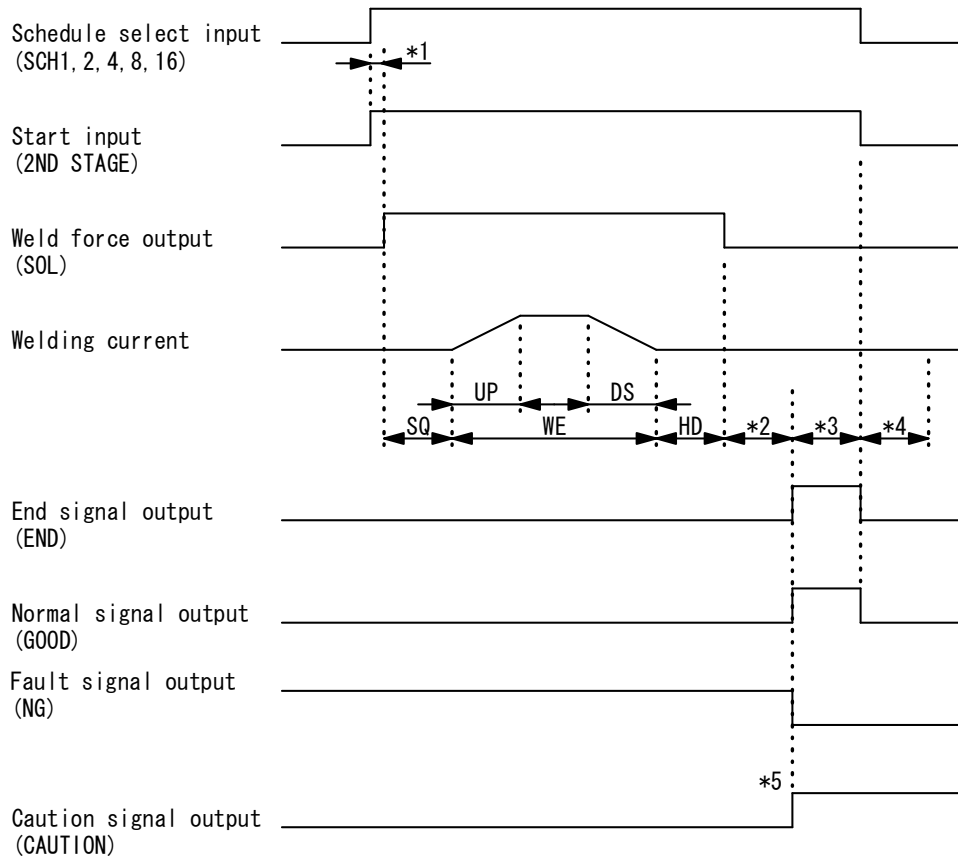 Schedule select input
(SCH1,2,4,8,16)
*1
Start input
(2ND STAGE)
Weld force output
(SOL)
Welding current
UP
DS
SQ
WE
HD
*2
*3
*4
End signal output
(END)
Normal signal output
(GOOD)
Fault signal output
(NG)
*5
Caution signal output
(CAUTION)